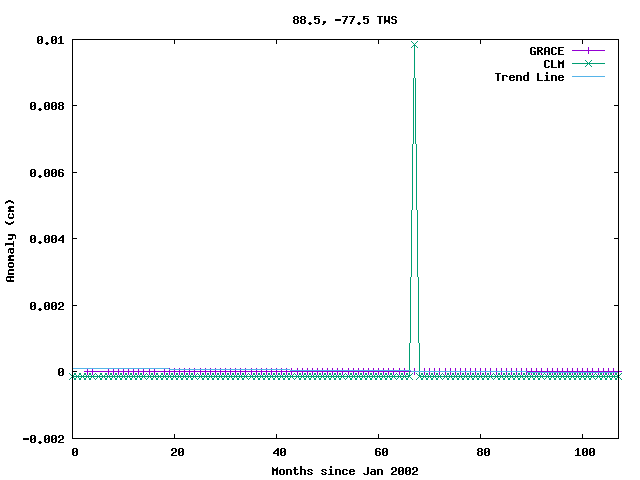 88.5, -77.5 TWS
GRACE
CLM
Trend Line
0.01
0.008
0.006
0.004
0.002
0
-0.002
Anomaly (cm)
0 20 40 60 80 100
Months since Jan 2002